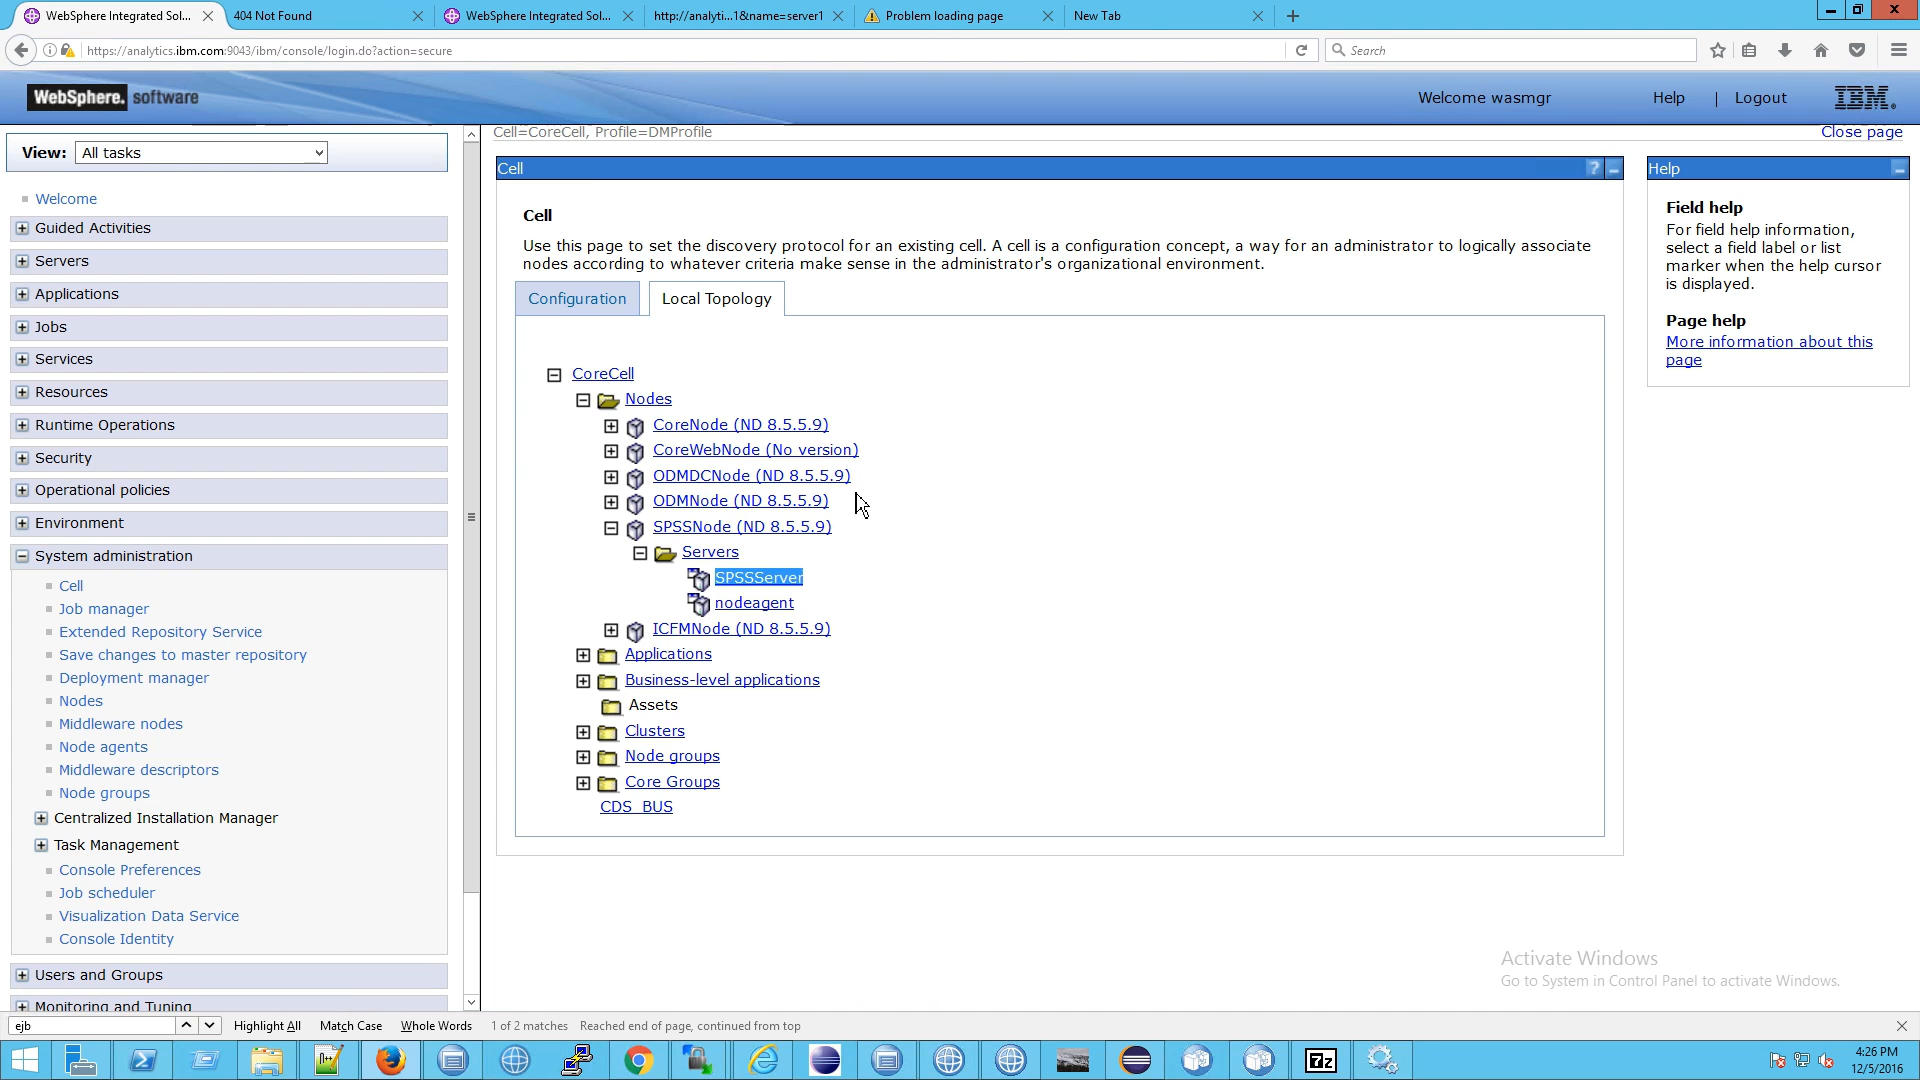 WebSphere Integrated Sol...
404 Not Found
WebSphere Integrated Sol...
http://analyti...1&name=server1
Problem loading page
New Tab
https://analytics.ibm.com:9043/ibm/console/login.do?action=secure
Search
WebSphere. software
Welcome wasmgr
Help | Logout
IBM.
View: All tasks
Welcome
Guided Activities
Servers
Applications
Jobs
Services
Resources
Runtime Operations
Security
Operational policies
Environment
System administration
Cell
Job manager
Extended Repository Service
Save changes to master repository
Deployment manager
Nodes
Middleware nodes
Node agents
Middleware descriptors
Node groups
Centralized Installation Manager
Task Management
Console Preferences
Job scheduler
Visualization Data Service
Console Identity
Users and Groups
Monitoring and Tuning
Cell=CoreCell, Profile=DMProfile
Close page
Cell
?
Cell
Use this page to set the discovery protocol for an existing cell. A cell is a configuration concept, a way for an administrator to logically associate
nodes according to whatever criteria make sense in the administrator's organizational environment.
Configuration
Local Topology
CoreCell
Nodes
CoreNode (ND 8.5.5.9)
CoreWebNode (No version)
ODMDCNode (ND 8.5.5.9)
ODMNode (ND 8.5.5.9)
SPSSNode (ND 8.5.5.9)
Servers
SPSSServer
nodeagent
ICFMNode (ND 8.5.5.9)
Applications
Business-level applications
Assets
Clusters
Node groups
Core Groups
CDS_BUS
Help
Field help
For field help information,
select a field label or list
marker when the help cursor
is displayed.
Page help
More information about this
page
Activate Windows
Go to System in Control Panel to activate Windows.
ejb
Highlight All
Match Case
Whole Words
1 of 2 matches
Reached end of page, continued from top
7z
4:26 PM
12/5/2016